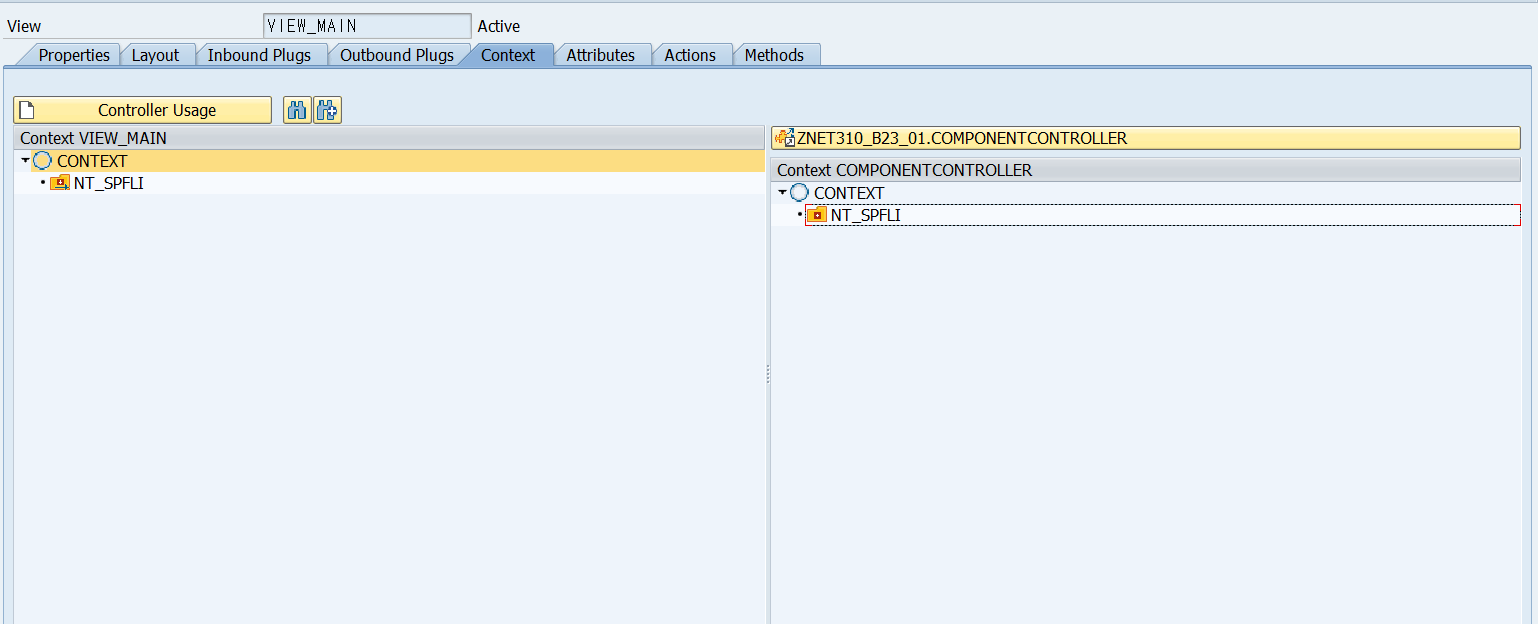 View VIEW_MAIN Active
Properties Layout Inbound Plugs Outbound Plugs Context Attributes Actions Methods
Controller Usage
Context VIEW_MAIN
CONTEXT
NT_SPFLI
ZNET310_B23_01.COMPONENTCONTROLLER
Context COMPONENTCONTROLLER
CONTEXT
NT_SPFLI